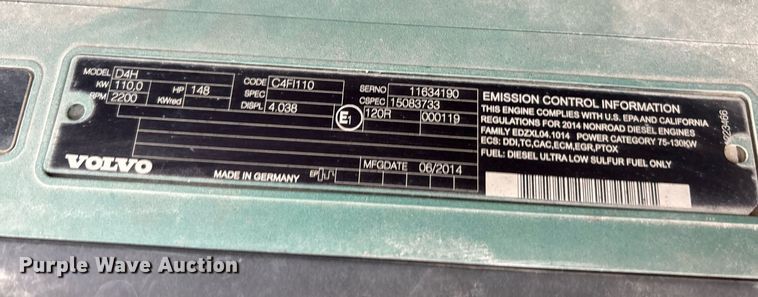 MODEL D4H
KW 110.0 HP 148
RPM 2200 KWred
CODE C4FI110
SPEC
DISPL 4.038
SERNO 11634190
CSPEC 15083733
E1 120R 000119
MFGDATE 06/2014
VOLVO
MADE IN GERMANY
EP
EMISSION CONTROL INFORMATION
THIS ENGINE COMPLIES WITH U.S. EPA AND CALIFORNIA
REGULATIONS FOR 2014 NONROAD DIESEL ENGINES
FAMILY EDZXL04.1014 POWER CATEGORY 75-130KW
ECS: DDI,TC,CAC,ECM,EGR,PTOX
FUEL: DIESEL ULTRA LOW SULFUR FUEL ONLY
Purple Wave Auction